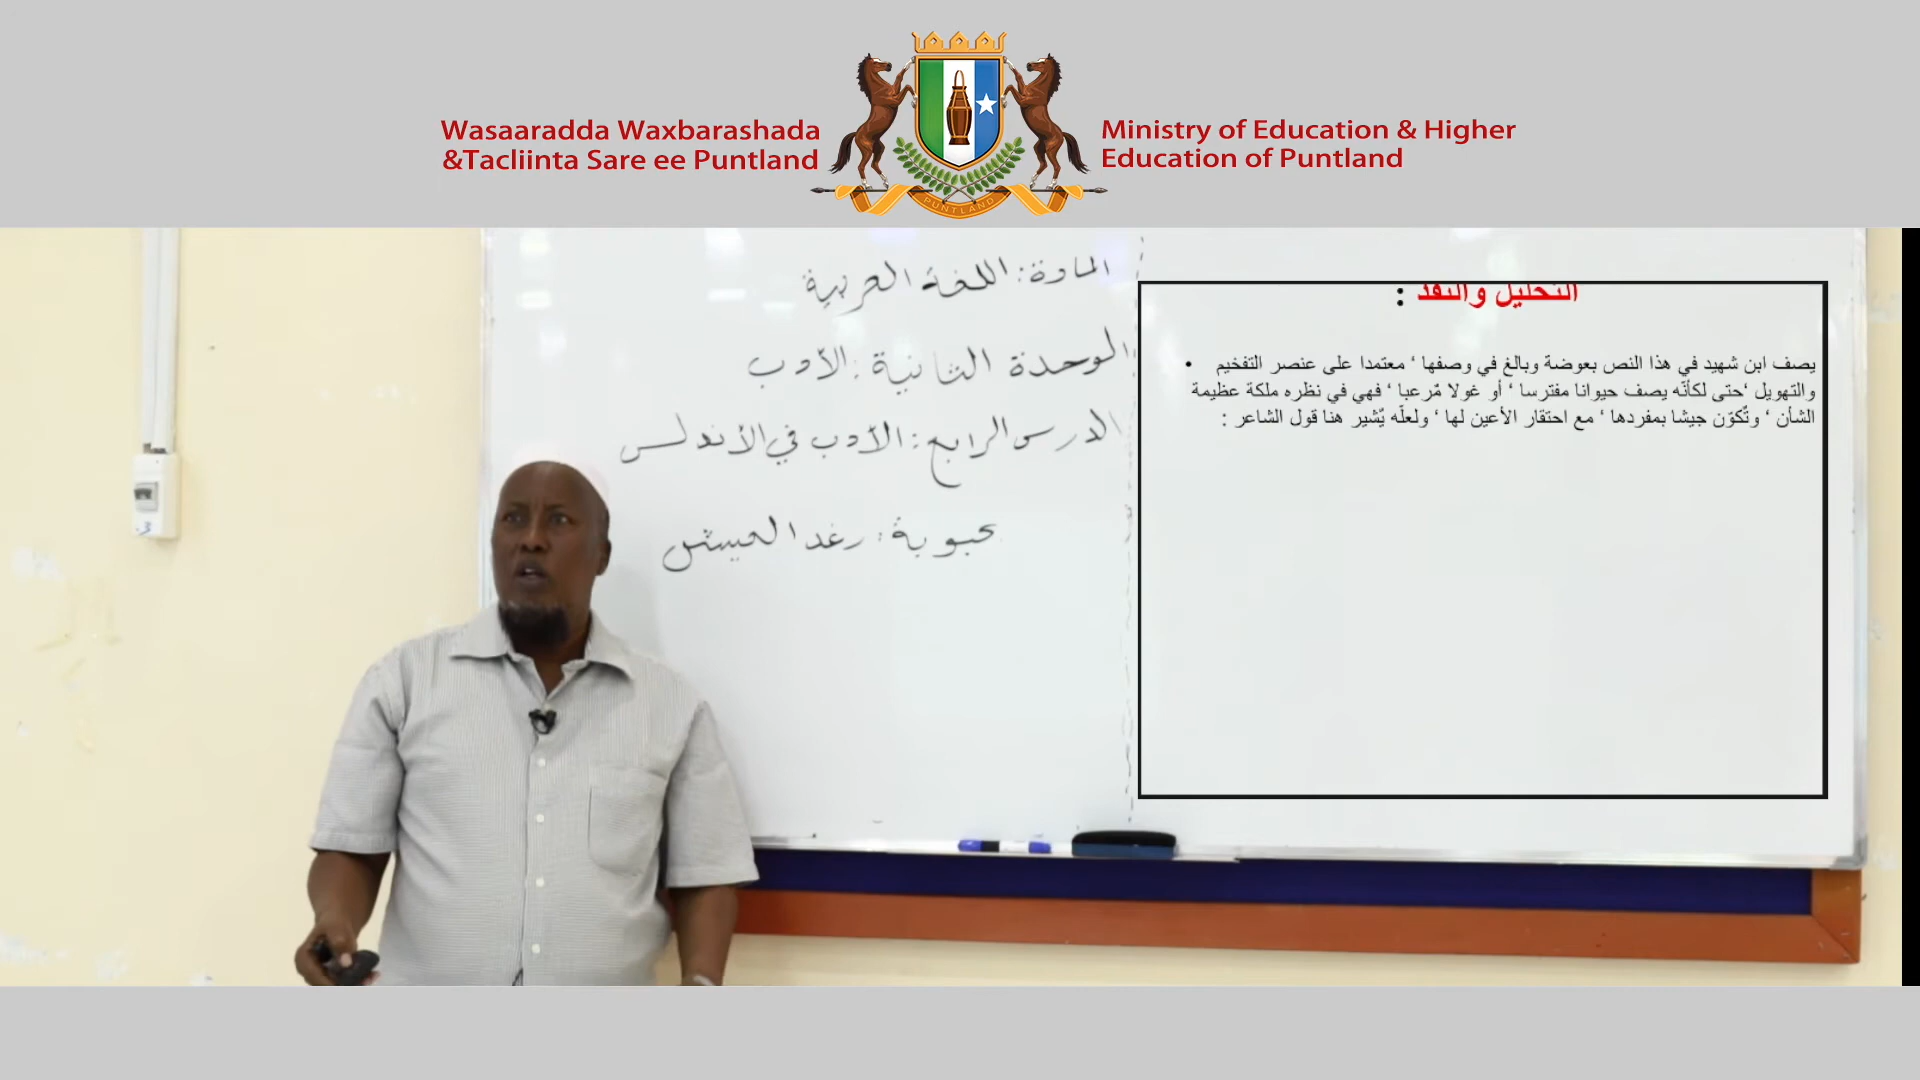 Wasaaradda Waxbarashada
&Tacliinta Sare ee Puntland
Ministry of Education & Higher
Education of Puntland
PUNTLAND
المادة: اللغة العربية
الوحدة الثانية: الأدب
الدرس الرابع: الأدب في الأندلس
محبوبة: رغد العيش
التحليل والنقد :
• يصف ابن شهيد في هذا النص بعوضة وبالغ في وصفها ‘ معتمدا على عنصر التفخيم
والتهويل ‘حتى لكأنّه يصف حيوانا مفترسا ‘ أو غولا مٌرعبا ‘ فهي في نظره ملكة عظيمة
الشأن ‘ وتٌكوّن جيشا بمفردها ‘ مع احتقار الأعين لها ‘ ولعلّه يٌشير هنا قول الشاعر :
3